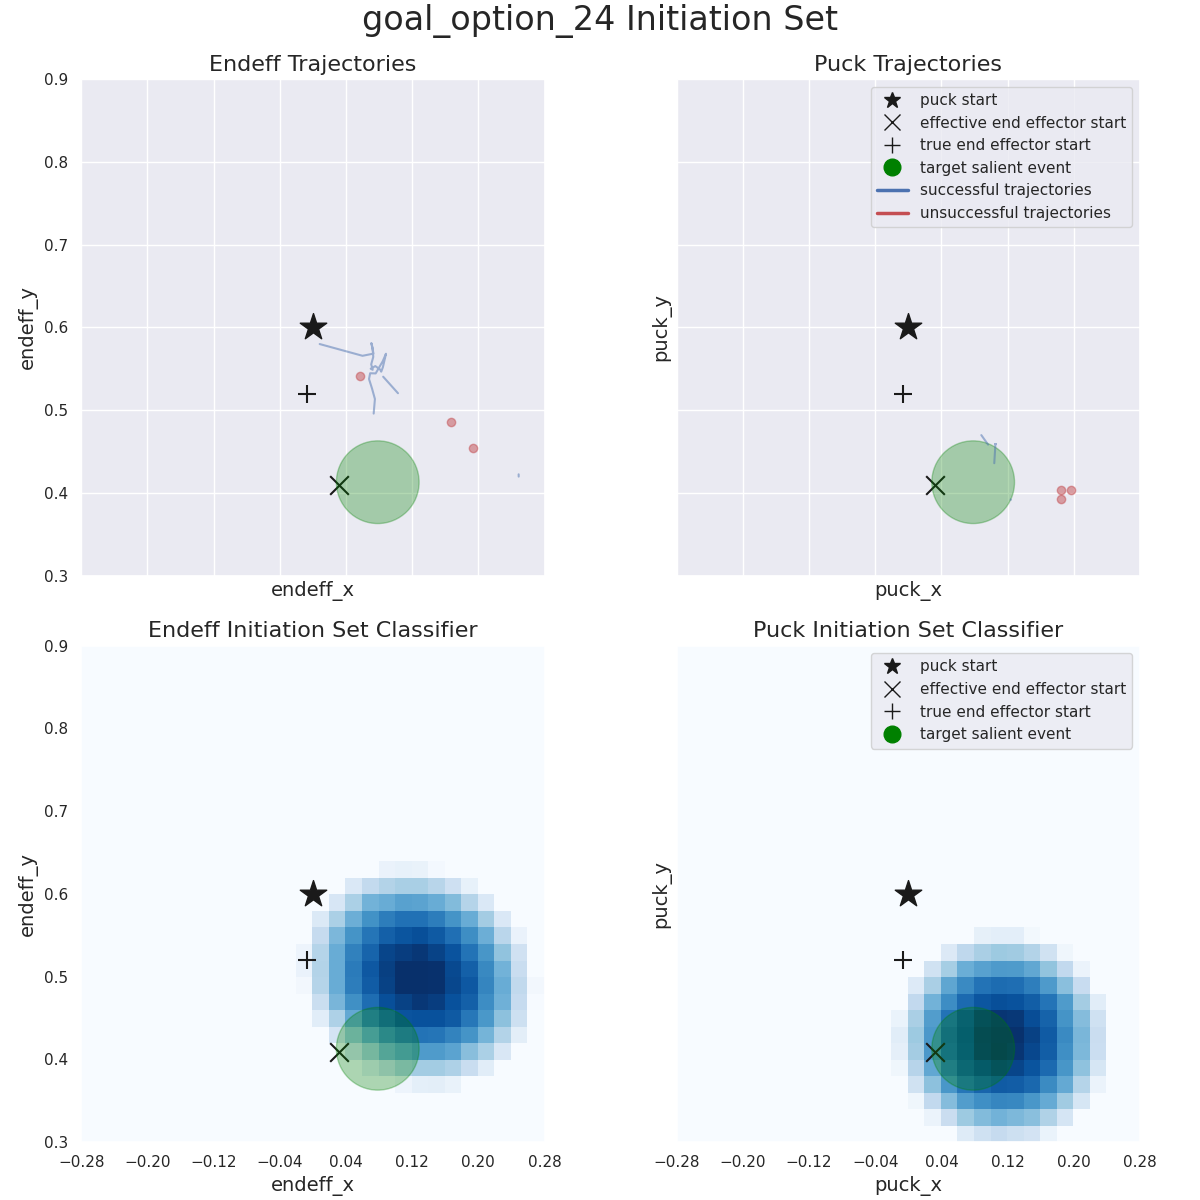 goal_option_24 Initiation Set
Endeff Trajectories
0.9
0.8
0.7
0.6
0.5
0.4
0.3
endeff_y
endeff_x
Puck Trajectories
puck start
effective end effector start
true end effector start
target salient event
successful trajectories
unsuccessful trajectories
puck_y
puck_x
Endeff Initiation Set Classifier
0.9
0.8
0.7
0.6
0.5
0.4
0.3
endeff_y
−0.28 −0.20 −0.12 −0.04 0.04 0.12 0.20 0.28
endeff_x
Puck Initiation Set Classifier
puck start
effective end effector start
true end effector start
target salient event
puck_y
−0.28 −0.20 −0.12 −0.04 0.04 0.12 0.20 0.28
puck_x